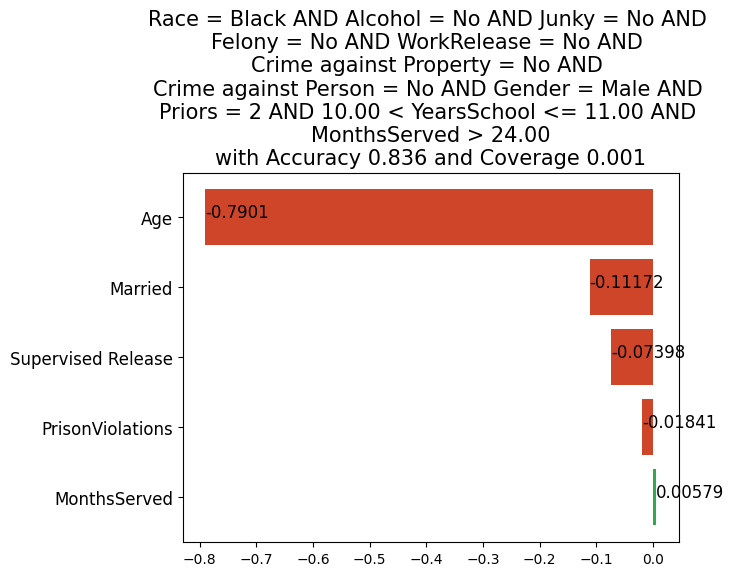 Race = Black AND Alcohol = No AND Junky = No AND
Felony = No AND WorkRelease = No AND
Crime against Property = No AND
Crime against Person = No AND Gender = Male AND
Priors = 2 AND 10.00 < YearsSchool <= 11.00 AND
MonthsServed > 24.00
with Accuracy 0.836 and Coverage 0.001
Age -0.7901
Married -0.11172
Supervised Release -0.07398
PrisonViolations -0.01841
MonthsServed 0.00579
−0.8 −0.7 −0.6 −0.5 −0.4 −0.3 −0.2 −0.1 0.0